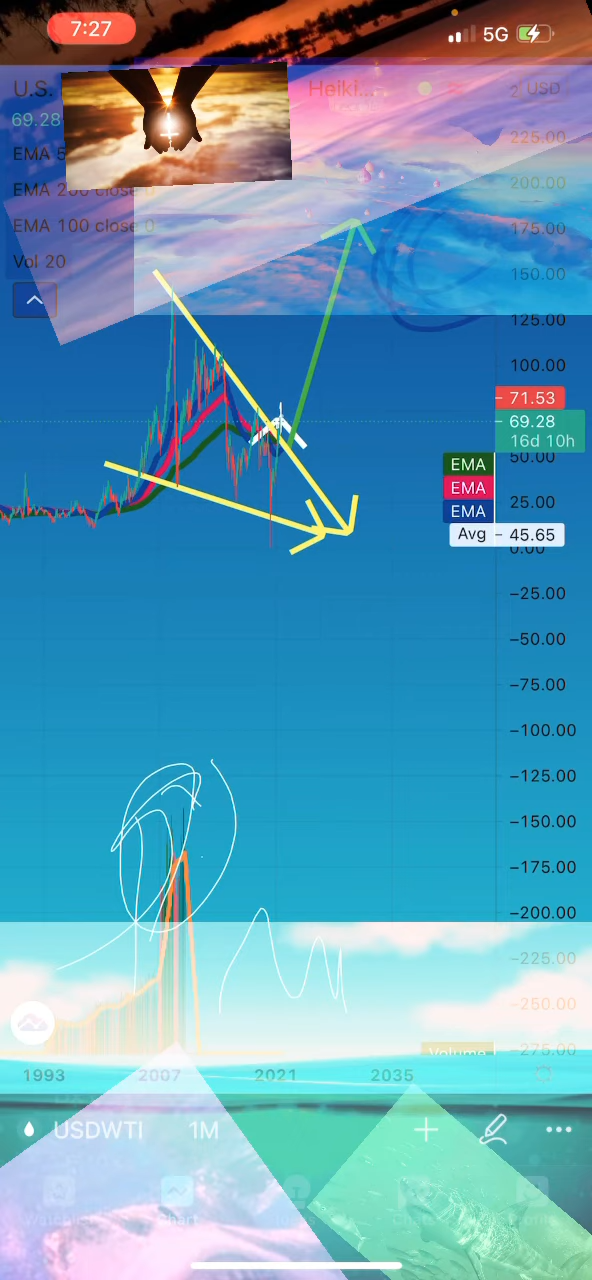 7:27
5G
U.S.
Heiki...
USD
69.28
225.00
EMA 5
200.00
EMA 200 close
EMA 100 close 0
175.00
Vol 20
150.00
125.00
100.00
71.53
69.28
16d 10h
50.00
EMA
EMA
25.00
EMA
Avg
45.65
0.00
−25.00
−50.00
−75.00
−100.00
−125.00
−150.00
−175.00
−200.00
−225.00
−250.00
Volume
−275.00
1993
2007
2021
2035
USDWTI
1M
Chart